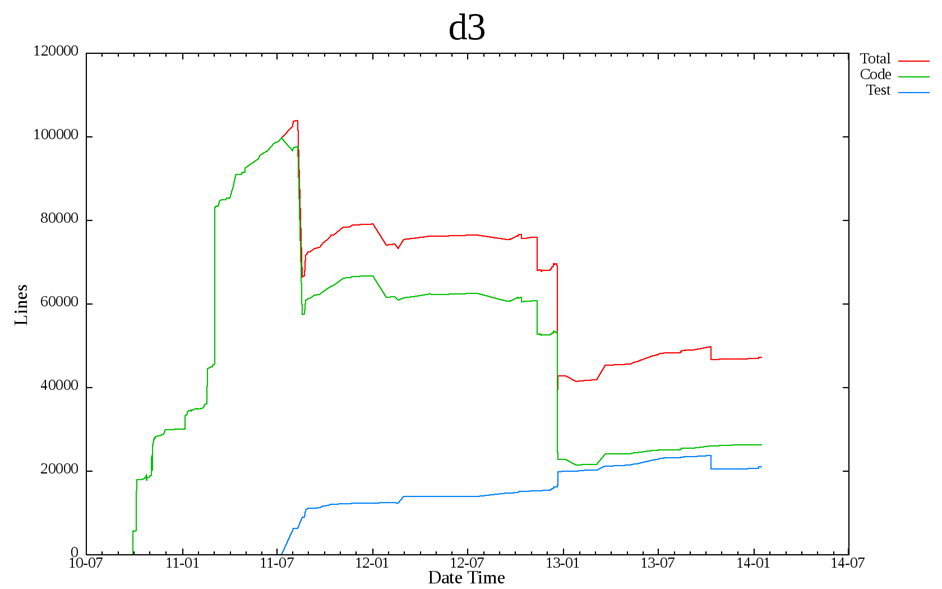 d3
120000
100000
80000
60000
40000
20000
0
Lines
10-07 11-01 11-07 12-01 12-07 13-01 13-07 14-01 14-07
Date Time
Total
Code
Test